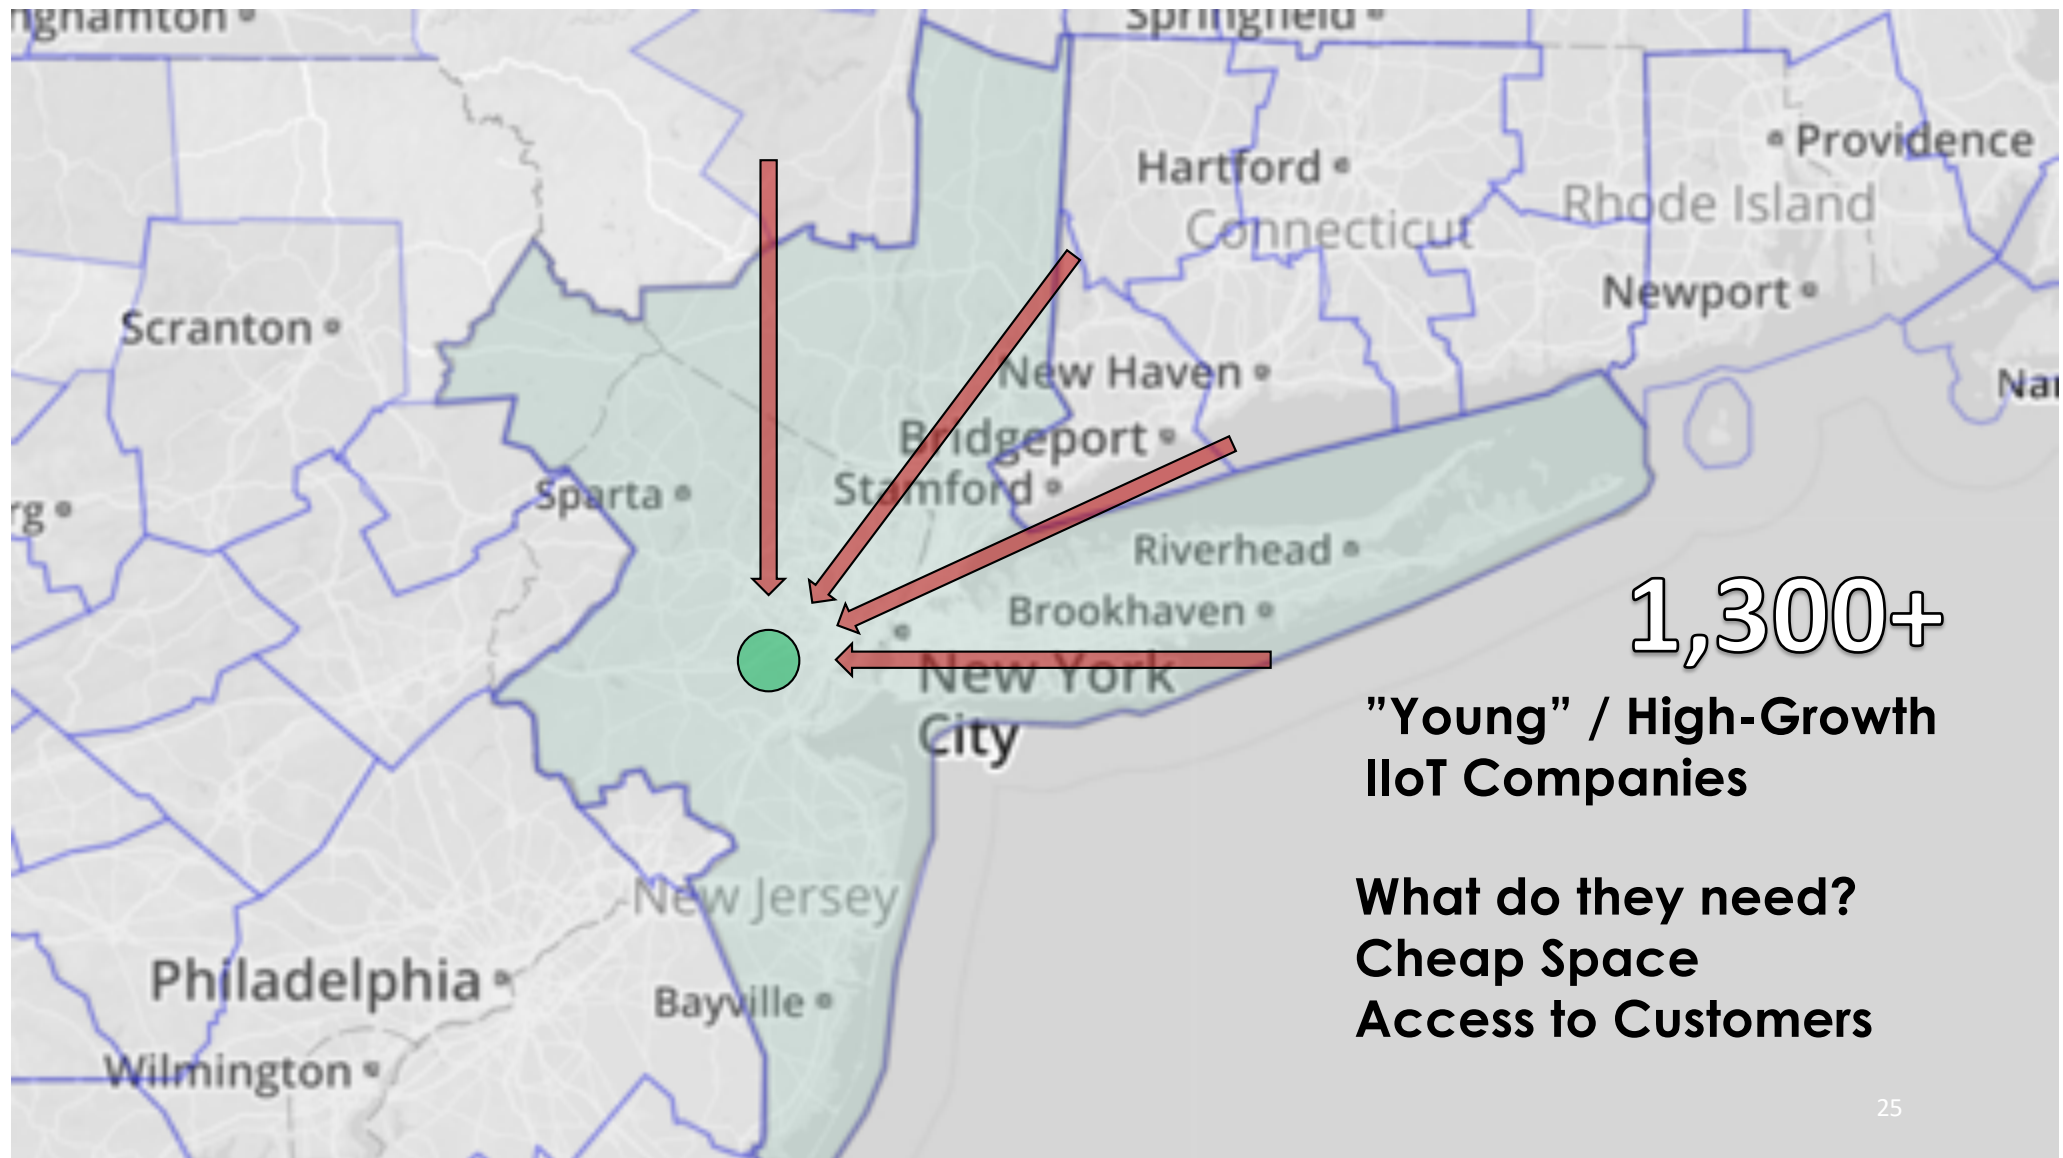 Hartford
Providence
Rhode Island
Connecticut
Newport
Scranton
New Haven
Bridgeport
Stamford
Sparta
Riverhead
Brookhaven
New York
City
1,300+
”Young” / High-Growth
IIoT Companies
New Jersey
What do they need?
Cheap Space
Philadelphia
Bayville
Access to Customers
Wilmington
25